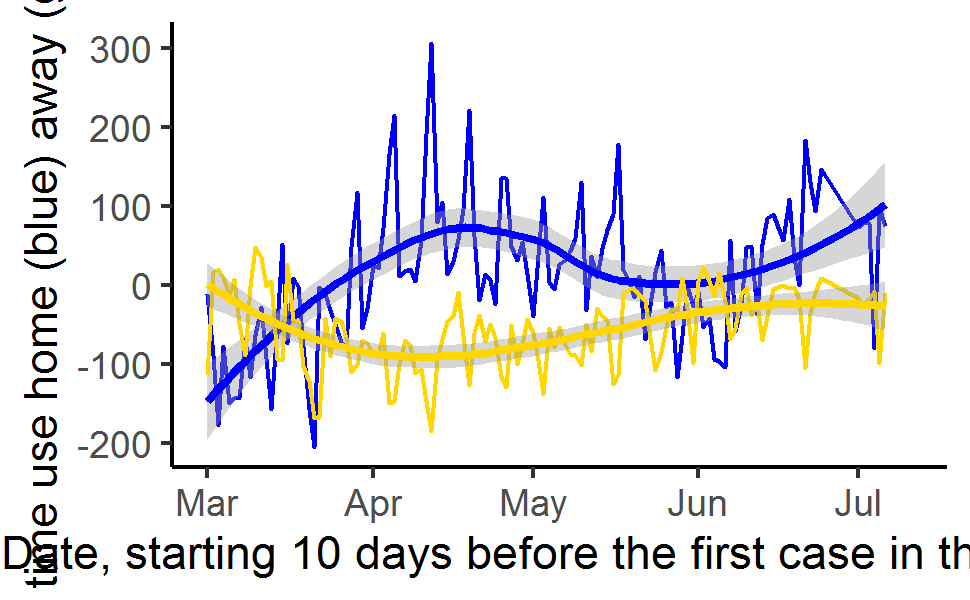 time use home (blue) away (g
300
200
100
0
-100
-200
Mar Apr May Jun Jul
Date, starting 10 days before the first case in th